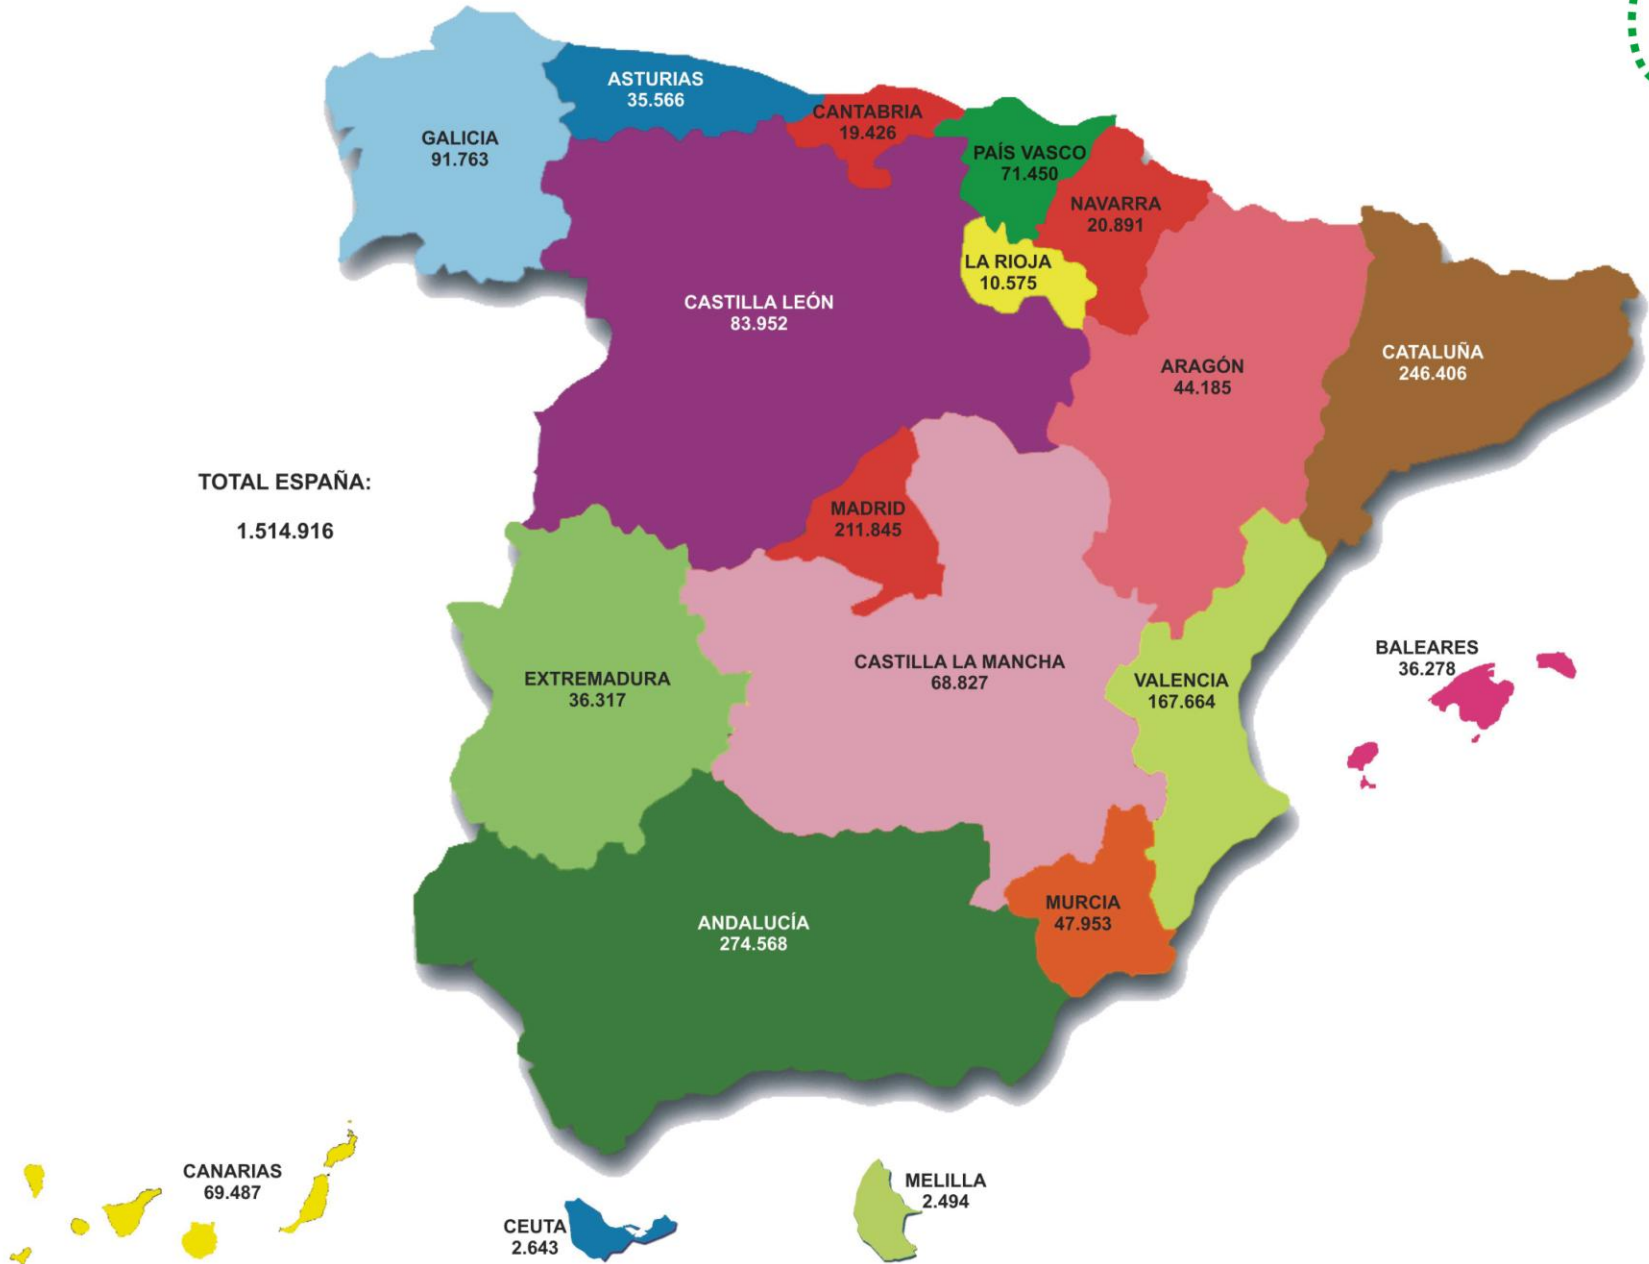 ASTURIAS
35.566
CANTABRIA
19.426
GALICIA
91.763
PAÍS VASCO
71.450
NAVARRA
20.891
LA RIOJA
10.575
CASTILLA LEÓN
83.952
ARAGÓN
44.185
CATALUÑA
246.406
TOTAL ESPAÑA:
1.514.916
MADRID
211.845
BALEARES
36.278
CASTILLA LA MANCHA
68.827
EXTREMADURA
36.317
VALENCIA
167.664
MURCIA
47.953
ANDALUCÍA
274.568
CANARIAS
69.487
MELILLA
2.494
CEUTA
2.643